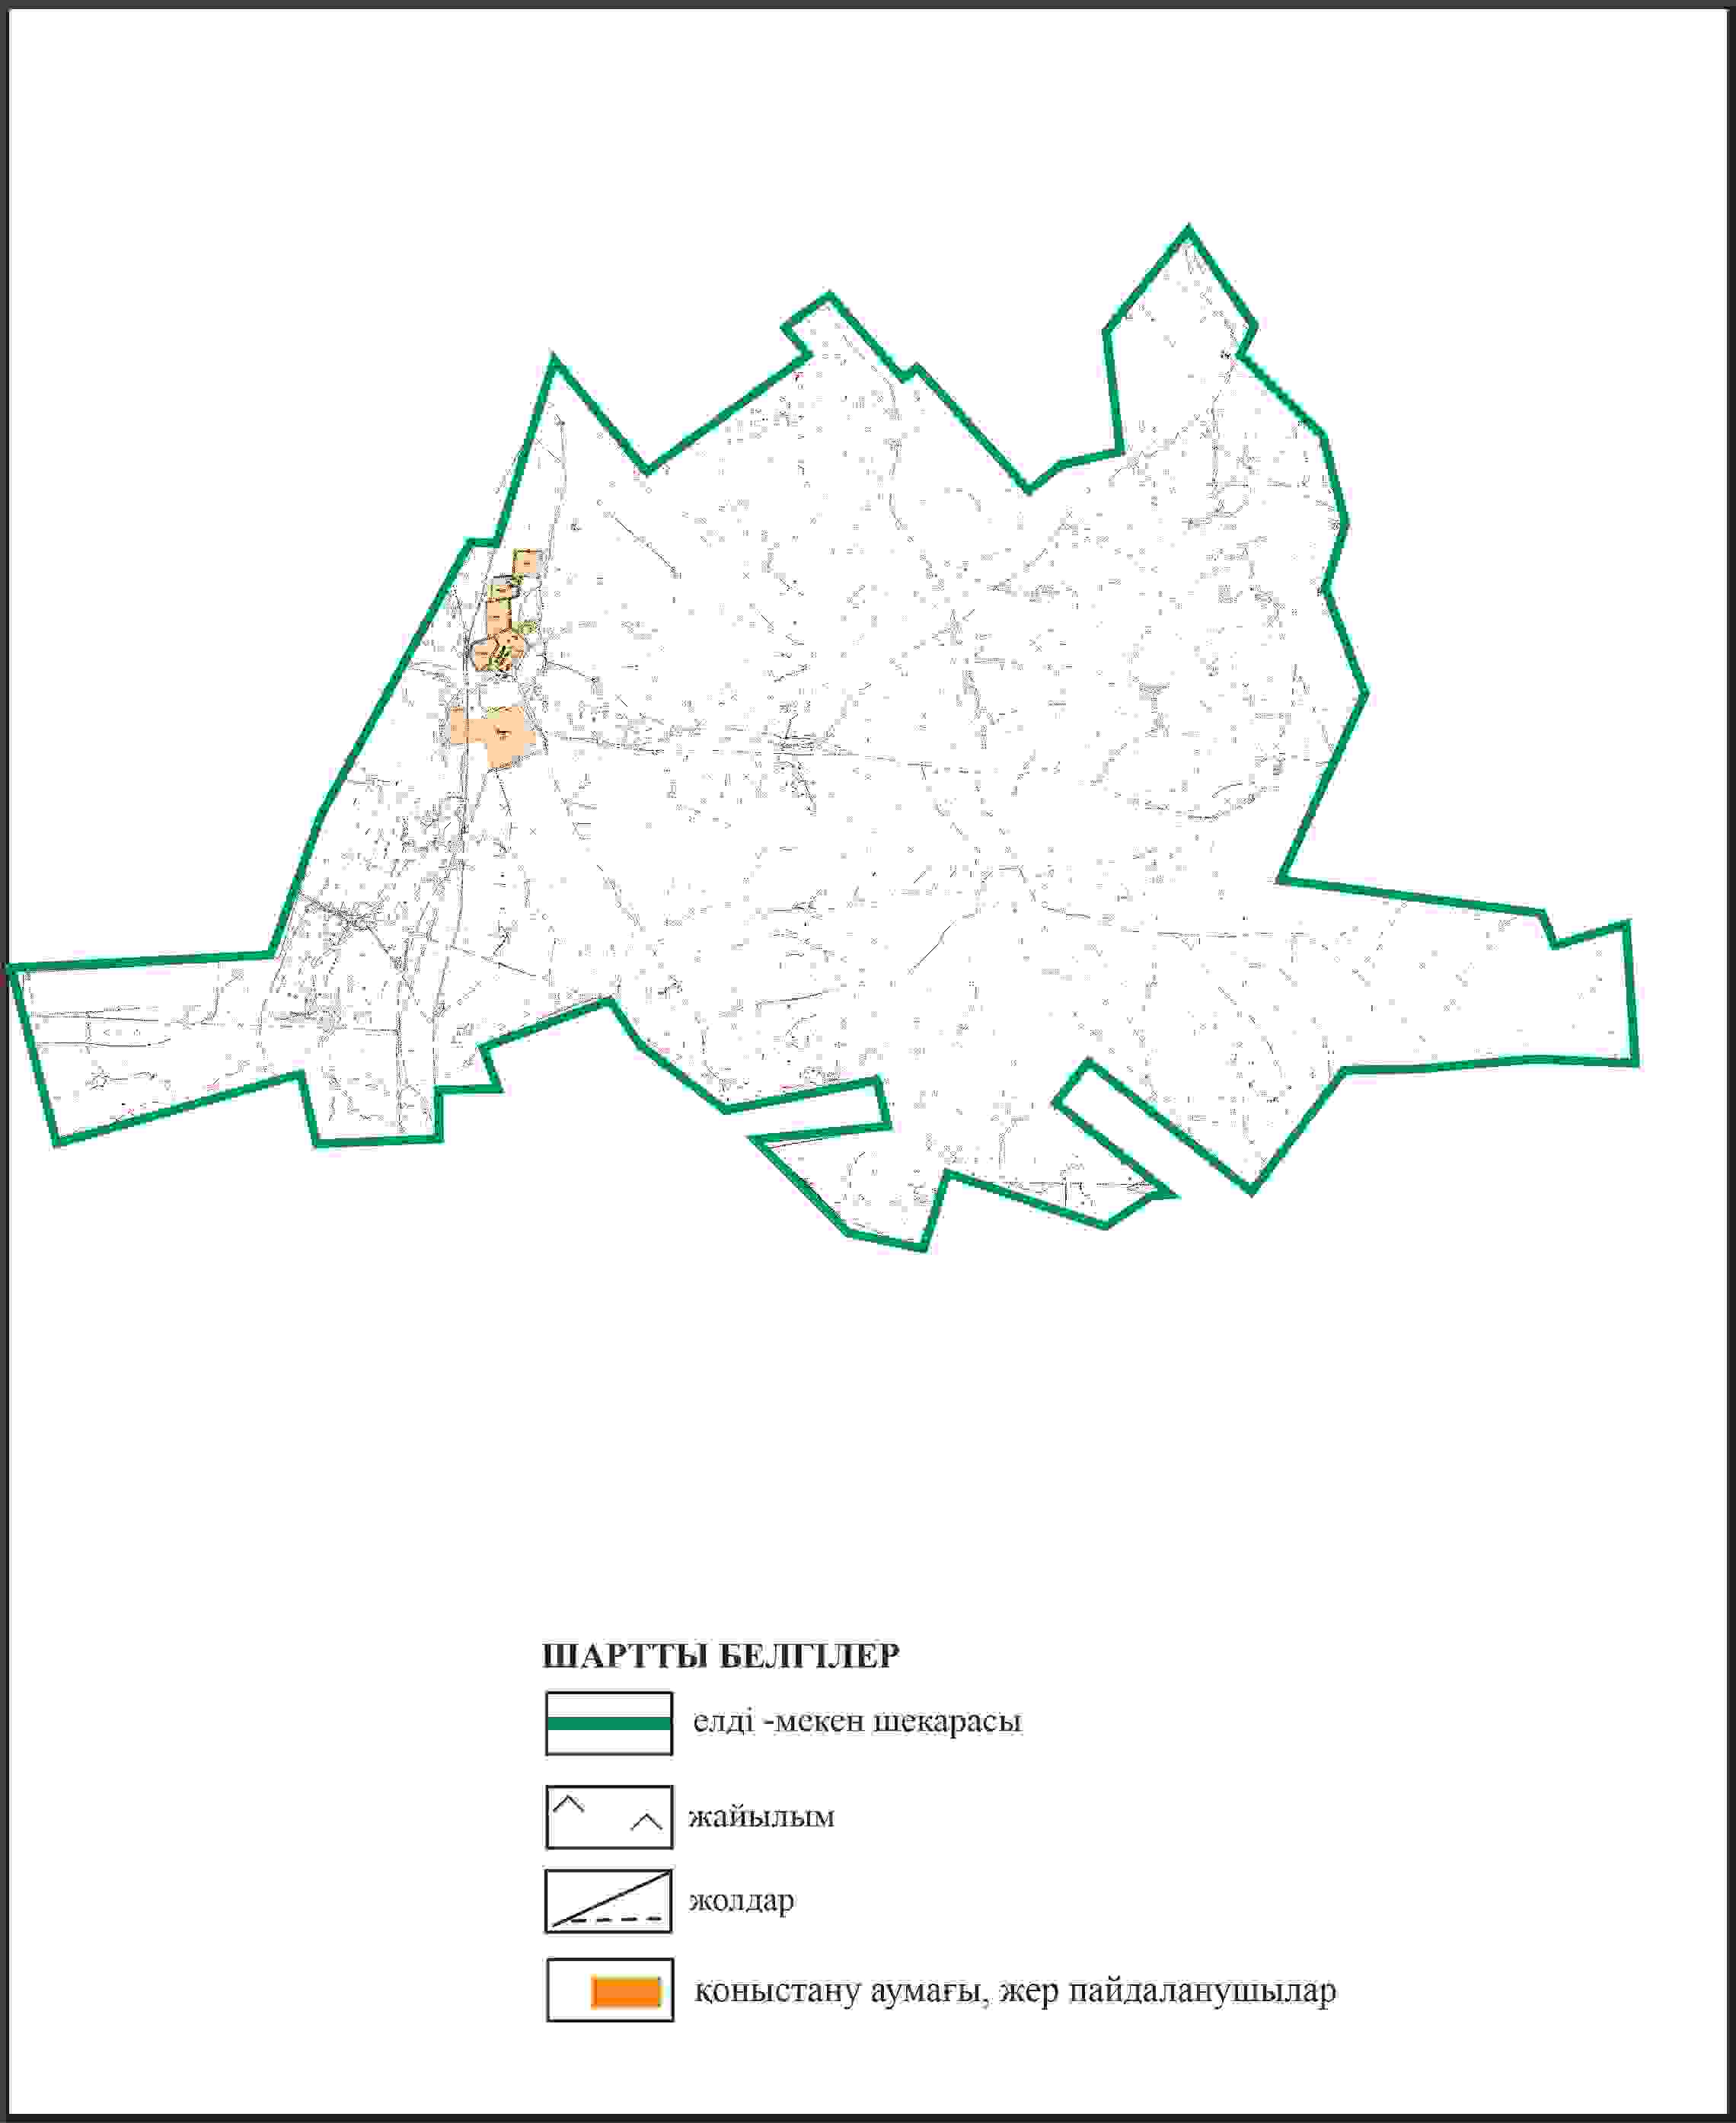 ШАРТТЫ БЕЛГІЛЕР
елді -мекен шекарасы
жайылым
жолдар
қоныстану аумағы, жер пайдаланушылар